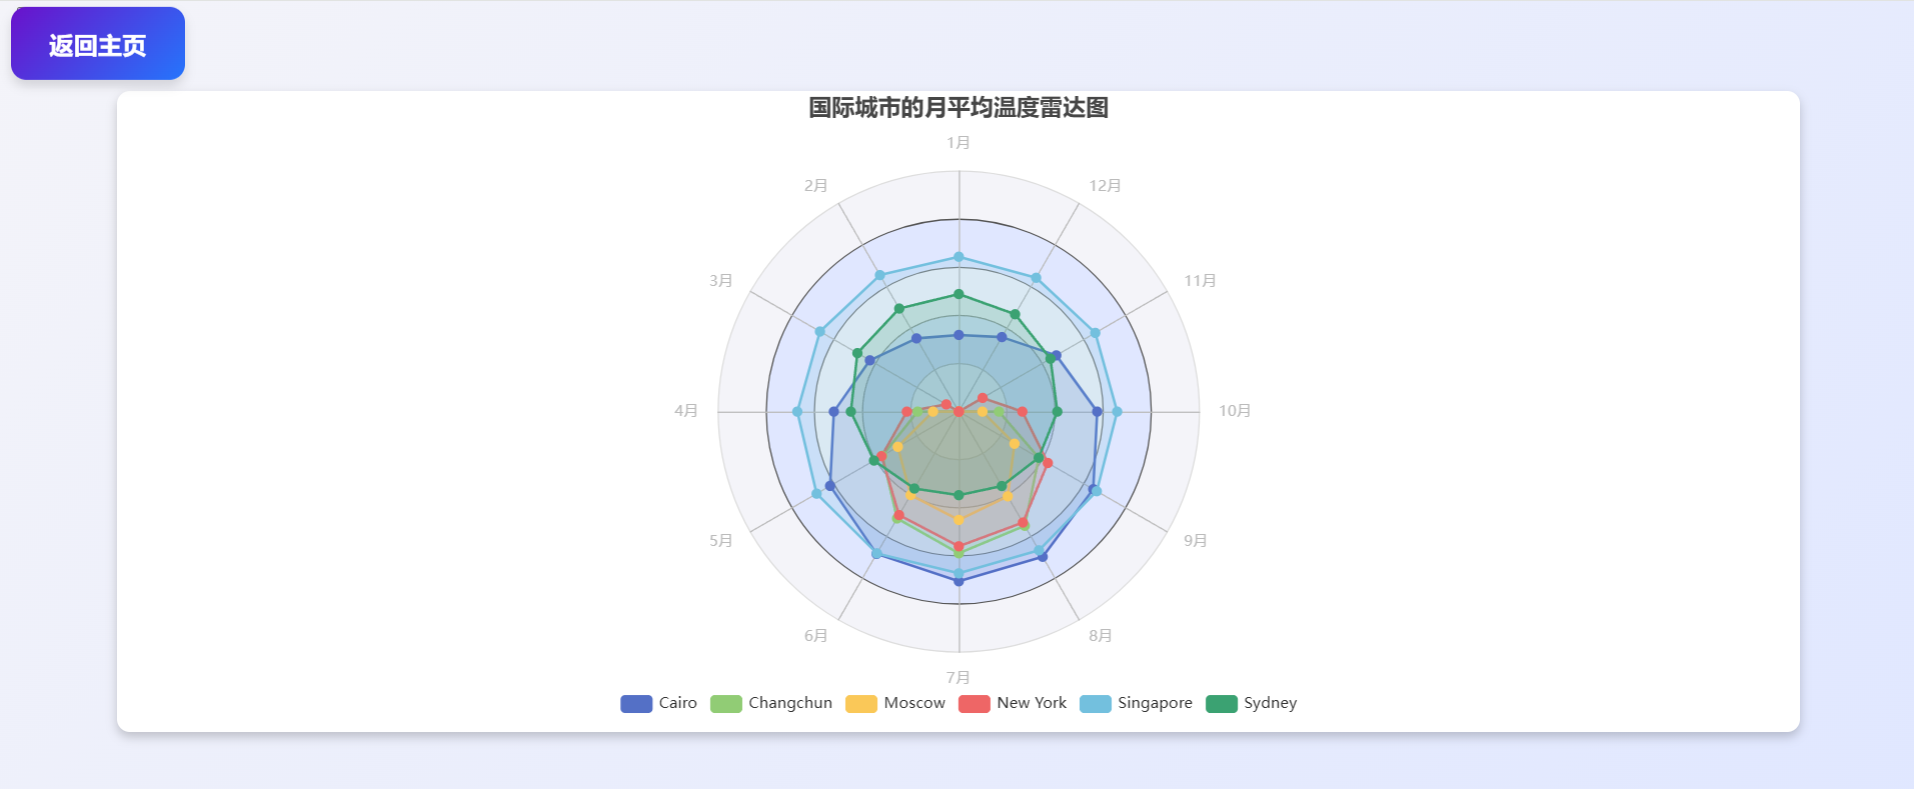 返回主页
国际城市的月平均温度雷达图
1月
2月
12月
3月
11月
4月
10月
5月
9月
6月
8月
7月
Cairo Changchun Moscow New York Singapore Sydney